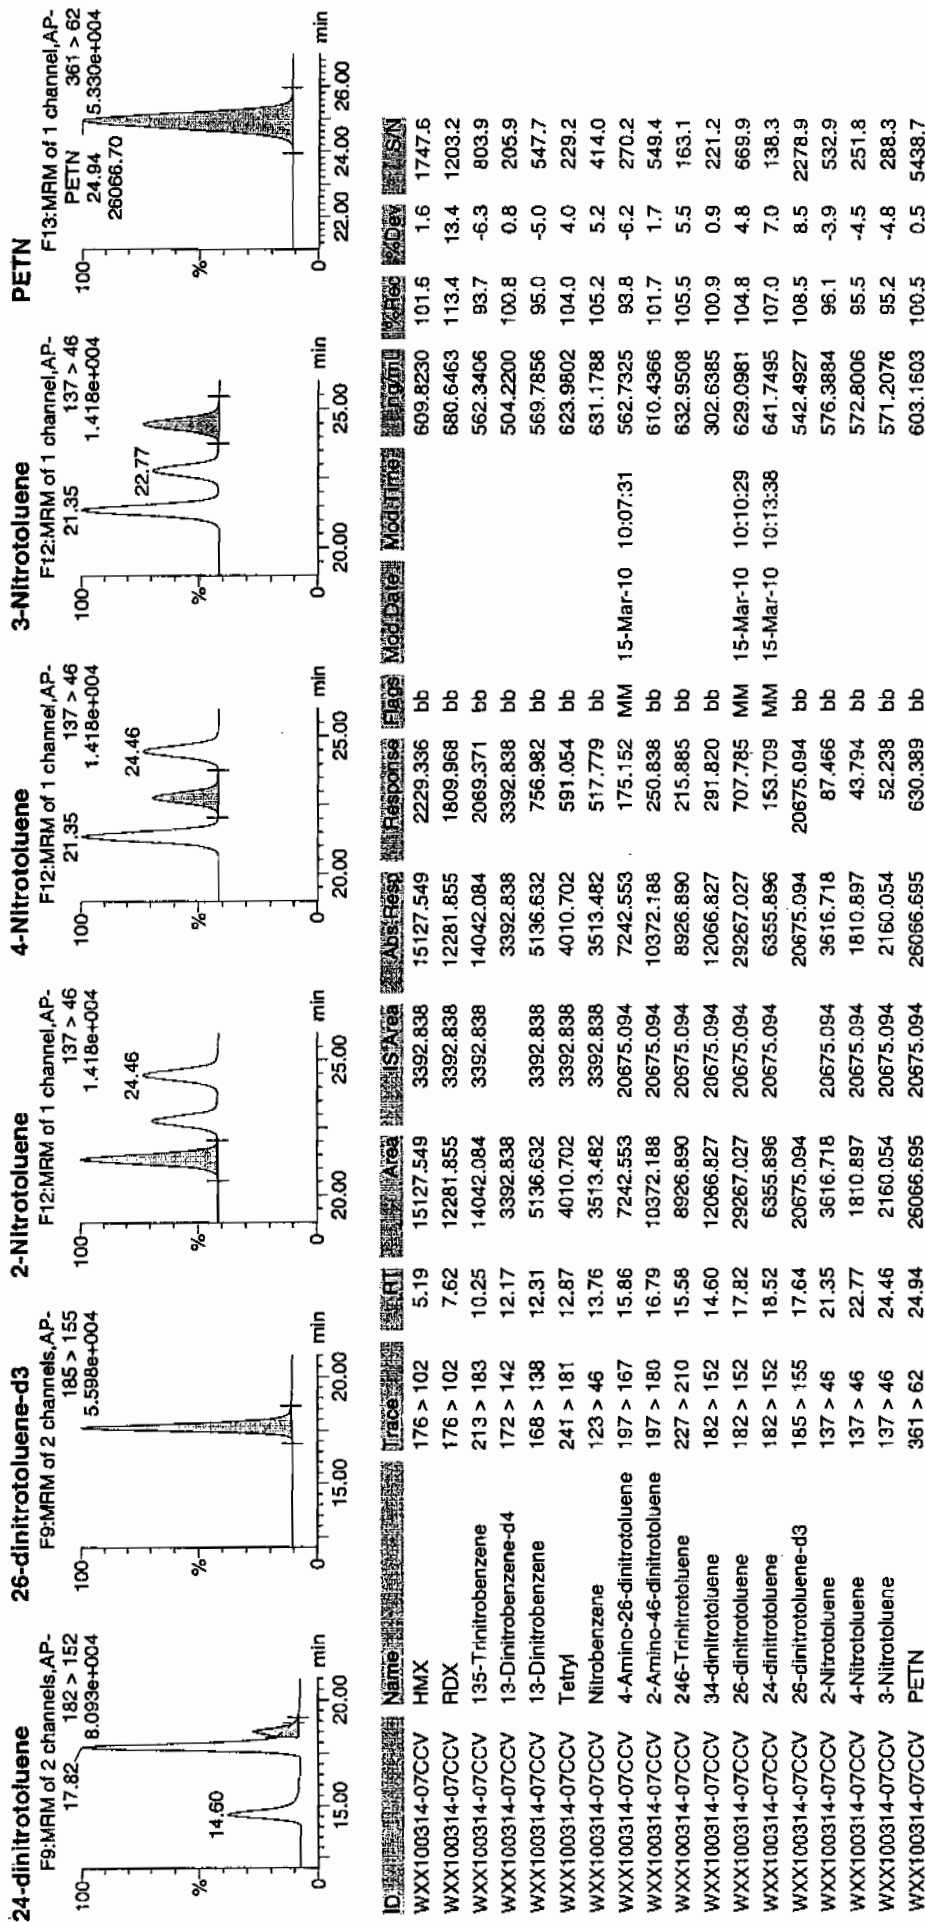 24-dinitrotoluene
F9:MRM of 2 channels,AP-
182 > 152
8.093e+004
17.82
14.60
100
%
0
15.00
20.00
min
26-dinitrotoluene-d3
F9:MRM of 2 channels,AP-
185 > 155
5.598e+004
100
%
0
15.00
20.00
min
2-Nitrotoluene
F12:MRM of 1 channel,AP-
137 > 46
1.418e+004
24.46
100
%
0
20.00
25.00
min
4-Nitrotoluene
F12:MRM of 1 channel,AP-
137 > 46
1.418e+004
21.35
24.46
100
%
0
20.00
25.00
min
3-Nitrotoluene
F12:MRM of 1 channel,AP-
137 > 46
1.418e+004
21.35
22.77
100
%
0
20.00
25.00
min
PETN
F13:MRM of 1 channel,AP-
361 > 62
5.330e+004
PETN
24.94
26066.70
100
%
0
22.00
24.00
26.00
min
ID Name Trace RT Area IS Area Abs Resp Response Flags Mod Date Mod Time ng/mL %Rec %Dev S/N
WXX100314-07CCV HMX 176 > 102 5.19 15127.549 3392.838 15127.549 2229.336 bb 609.8230 101.6 1.6 1747.6
WXX100314-07CCV RDX 176 > 102 7.62 12281.855 3392.838 12281.855 1809.968 bb 680.6463 113.4 13.4 1203.2
WXX100314-07CCV 135-Trinitrobenzene 213 > 183 10.25 14042.084 3392.838 14042.084 2069.371 bb 562.3406 93.7 -6.3 803.9
WXX100314-07CCV 13-Dinitrobenzene-d4 172 > 142 12.17 3392.838 3392.838 3392.838 bb 504.2200 100.8 0.8 205.9
WXX100314-07CCV 13-Dinitrobenzene 168 > 138 12.31 5136.632 3392.838 5136.632 756.982 bb 569.7856 95.0 -5.0 547.7
WXX100314-07CCV Tetryl 241 > 181 12.87 4010.702 3392.838 4010.702 591.054 bb 623.9802 104.0 4.0 229.2
WXX100314-07CCV Nitrobenzene 123 > 46 13.76 3513.482 3392.838 3513.482 517.779 bb 631.1788 105.2 5.2 414.0
WXX100314-07CCV 4-Amino-26-dinitrotoluene 197 > 167 15.86 7242.553 20675.094 7242.553 175.152 MM 15-Mar-10 10:07:31 562.7325 93.8 -6.2 270.2
WXX100314-07CCV 2-Amino-46-dinitrotoluene 197 > 180 16.79 10372.188 20675.094 10372.188 250.838 bb 610.4366 101.7 1.7 549.4
WXX100314-07CCV 246-Trinitrotoluene 227 > 210 15.58 8926.890 20675.094 8926.890 215.885 bb 632.9508 105.5 5.5 163.1
WXX100314-07CCV 34-dinitrotoluene 182 > 152 14.60 12066.827 20675.094 12066.827 291.820 bb 302.6385 100.9 0.9 221.2
WXX100314-07CCV 26-dinitrotoluene 182 > 152 17.82 29267.027 20675.094 29267.027 707.785 MM 15-Mar-10 10:10:29 629.0981 104.8 4.8 669.9
WXX100314-07CCV 24-dinitrotoluene 182 > 152 18.52 6355.896 20675.094 6355.896 153.709 MM 15-Mar-10 10:13:38 641.7495 107.0 7.0 138.3
WXX100314-07CCV 26-dinitrotoluene-d3 185 > 155 17.64 20675.094 20675.094 20675.094 bb 542.4927 108.5 8.5 2278.9
WXX100314-07CCV 2-Nitrotoluene 137 > 46 21.35 3616.718 20675.094 3616.718 87.466 bb 576.3884 96.1 -3.9 532.9
WXX100314-07CCV 4-Nitrotoluene 137 > 46 22.77 1810.897 20675.094 1810.897 43.794 bb 572.8006 95.5 -4.5 251.8
WXX100314-07CCV 3-Nitrotoluene 137 > 46 24.46 2160.054 20675.094 2160.054 52.238 bb 571.2076 95.2 -4.8 288.3
WXX100314-07CCV PETN 361 > 62 24.94 26066.695 20675.094 26066.695 630.389 bb 603.1603 100.5 0.5 5438.7